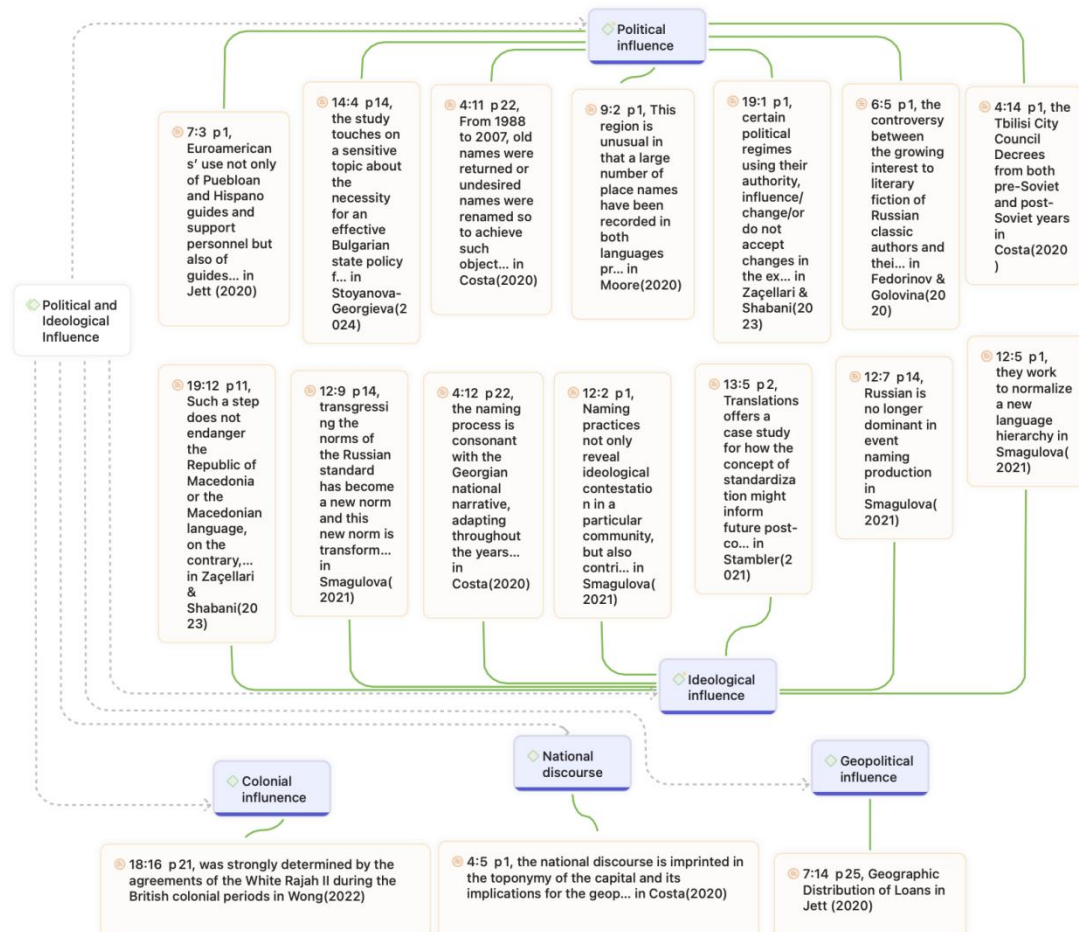 Political
influence
7:3 p1,
Euroamerican
s’ use not only
of Puebloan
and Hispano
guides and
support
personnel but
also of
guides... in
Jett (2020)
14:4 p14,
the study
touches on
a sensitive
topic about
the
necessity
for an
effective
Bulgarian
state policy
f... in
Stoyanova-
Georgieva(2
024)
4:11 p22,
From 1988
to 2007, old
names were
returned or
undesired
names were
renamed so
to achieve
such
object... in
Costa(2020)
9:2 p1, This
region is
unusual in
that a large
number of
place names
have been
recorded in
both
languages
pr... in
Moore(2020)
19:1 p1,
certain
political
regimes
using their
authority,
influence/
change/or
do not
accept
changes in
the ex... in
Zaçellari &
Shabani(20
23)
6:5 p1, the
controversy
between
the growing
interest to
literary
fiction of
Russian
classic
authors and
thei... in
Fedorinov &
Golovina(20
20)
4:14 p1, the
Tbilisi City
Council
Decrees
from both
pre-Soviet
and post-
Soviet years
in
Costa(2020
)
Political and
Ideological
Influence
19:12 p11,
Such a step
does not
endanger
the
Republic of
Macedonia
or the
Macedonian
language,
on the
contrary,...
in Zaçellari
&
Shabani(20
23)
12:9 p14,
transgressi
ng the
norms of
the Russian
standard
has become
a new norm
and this
new norm is
transform...
in
Smagulova(
2021)
4:12 p22,
the naming
process is
consonant
with the
Georgian
national
narrative,
adapting
throughout
the years...
in
Costa(2020)
12:2 p1,
Naming
practices
not only
reveal
ideological
contestatio
n in a
particular
community,
but also
contri... in
Smagulova(
2021)
13:5 p2,
Translations
offers a
case study
for how the
concept of
standardiza
tion might
inform
future post-
co... in
Stambler(2
021)
12:7 p14,
Russian is
no longer
dominant in
event
naming
production
in
Smagulova(
2021)
12:5 p1,
they work
to normalize
a new
language
hierarchy in
Smagulova(
2021)
Ideological
influence
Colonial
influnence
National
discourse
Geopolitical
influence
18:16 p21, was strongly determined by the
agreements of the White Rajah II during the
British colonial periods in Wong(2022)
4:5 p1, the national discourse is imprinted in
the toponymy of the capital and its
implications for the geop... in Costa(2020)
7:14 p25, Geographic
Distribution of Loans in
Jett (2020)